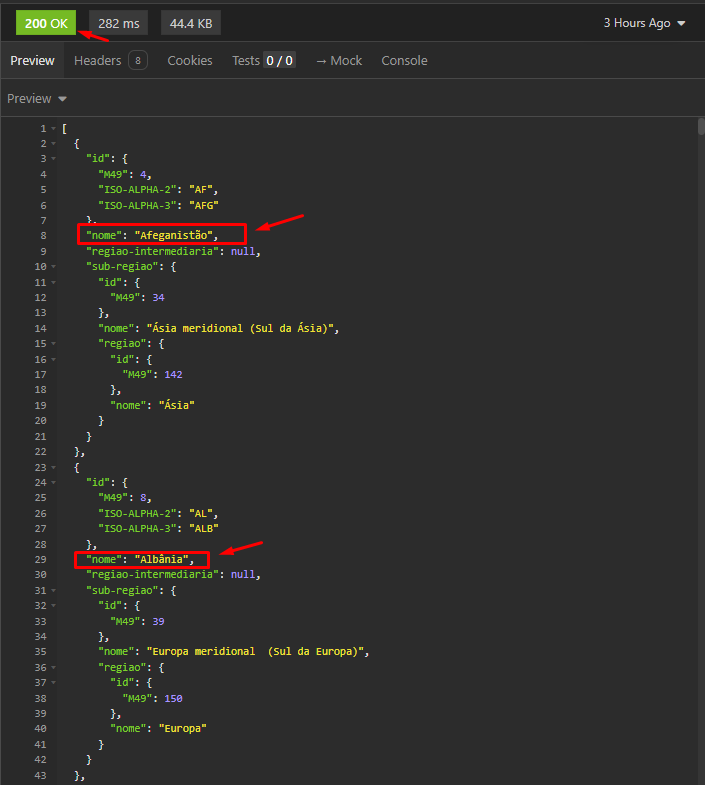 200 OK 282 ms 44.4 KB 3 Hours Ago
Preview Headers 8 Cookies Tests 0 / 0 → Mock Console
Preview
1 [
2 {
3 "id": {
4 "M49": 4,
5 "ISO-ALPHA-2": "AF",
6 "ISO-ALPHA-3": "AFG"
7 },
8 "nome": "Afeganistão",
9 "regiao-intermediaria": null,
10 "sub-regiao": {
11 "id": {
12 "M49": 34
13 },
14 "nome": "Ásia meridional (Sul da Ásia)",
15 "regiao": {
16 "id": {
17 "M49": 142
18 },
19 "nome": "Ásia"
20 }
21 }
22 },
23 {
24 "id": {
25 "M49": 8,
26 "ISO-ALPHA-2": "AL",
27 "ISO-ALPHA-3": "ALB"
28 },
29 "nome": "Albânia",
30 "regiao-intermediaria": null,
31 "sub-regiao": {
32 "id": {
33 "M49": 39
34 },
35 "nome": "Europa meridional  (Sul da Europa)",
36 "regiao": {
37 "id": {
38 "M49": 150
39 },
40 "nome": "Europa"
41 }
42 }
43 },